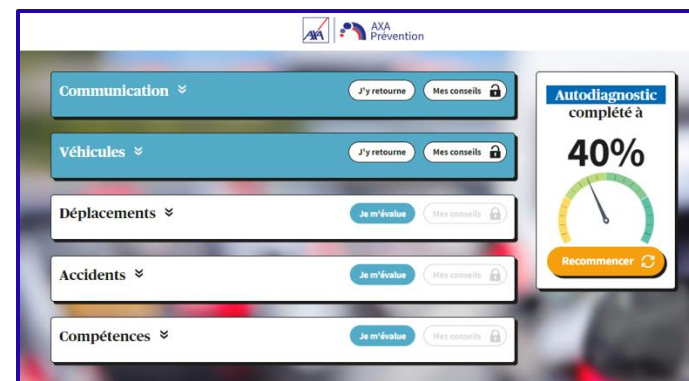 AXA
AXA
Prévention
Communication
J'y retourne
Mes conseils
Véhicules
J'y retourne
Mes conseils
Déplacements
Je m'évalue
Mes conseils
Accidents
Je m'évalue
Mes conseils
Compétences
Je m'évalue
Mes conseils
Autodiagnostic
complété à
40%
Recommencer